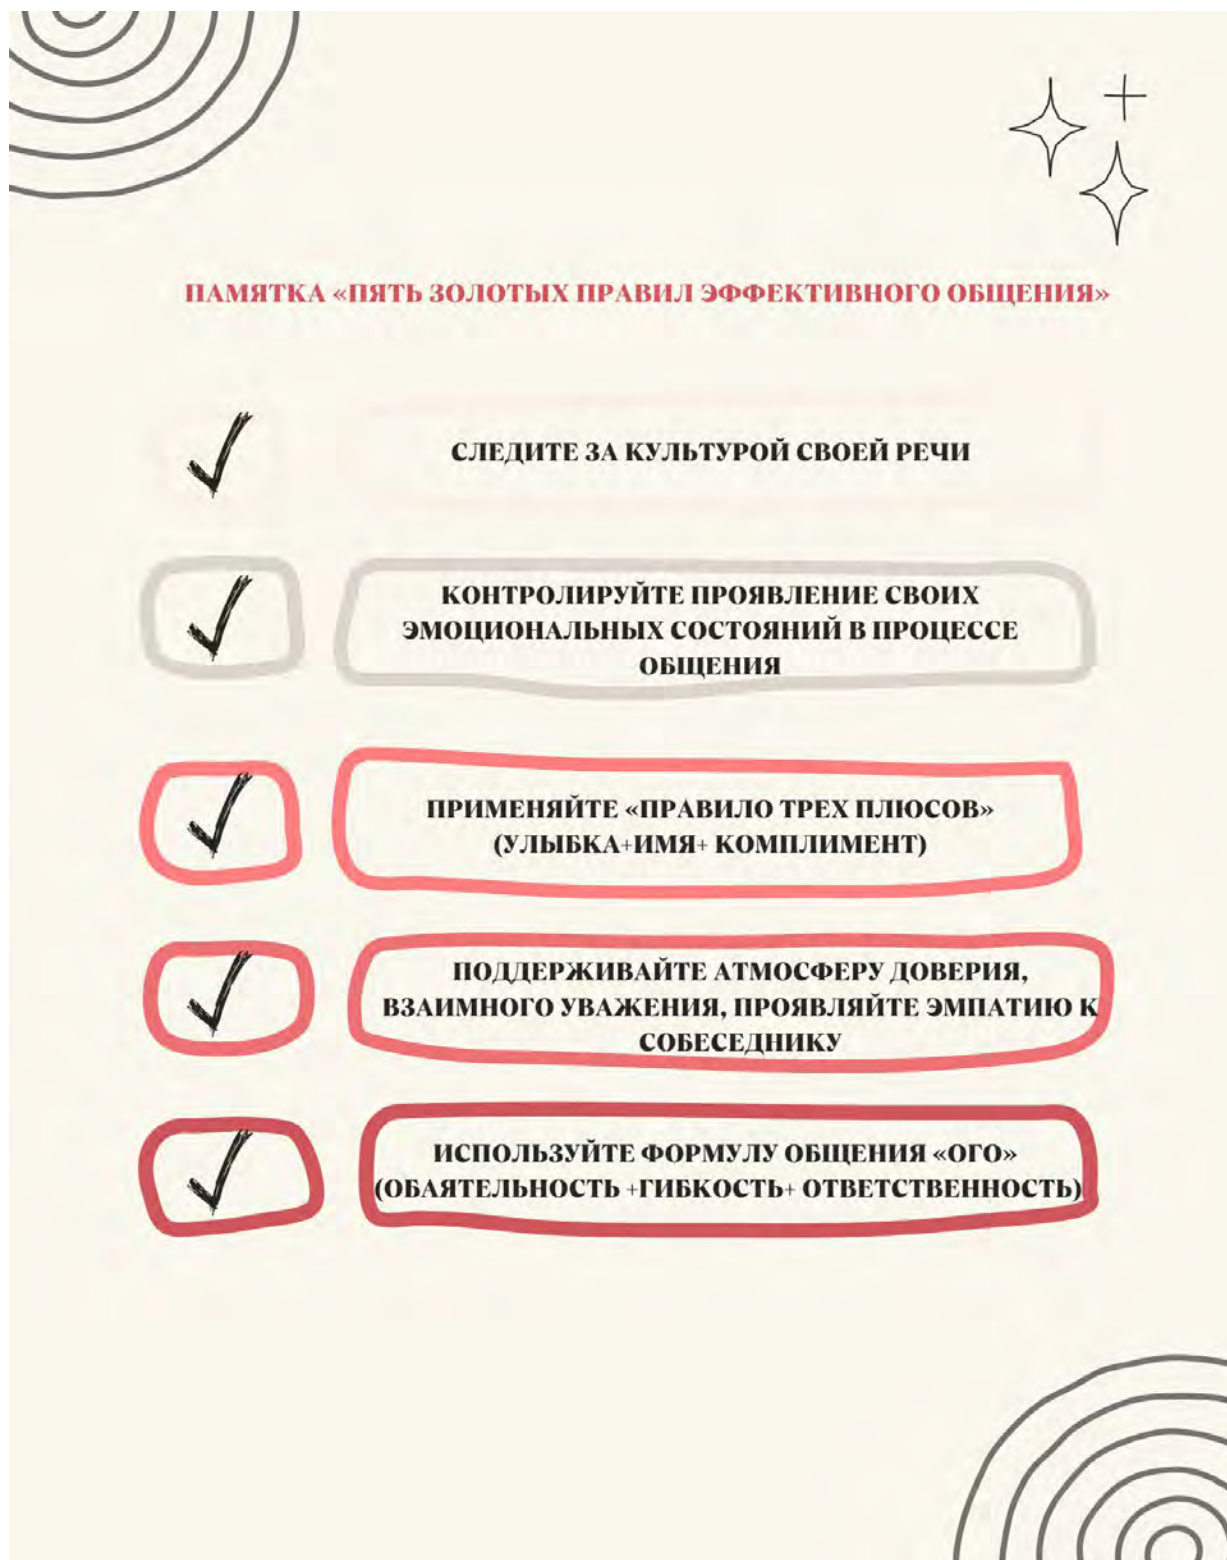 ПАМЯТКА «ПЯТЬ ЗОЛОТЫХ ПРАВИЛ ЭФФЕКТИВНОГО ОБЩЕНИЯ»
СЛЕДИТЕ ЗА КУЛЬТУРОЙ СВОЕЙ РЕЧИ
КОНТРОЛИРУЙТЕ ПРОЯВЛЕНИЕ СВОИХ
ЭМОЦИОНАЛЬНЫХ СОСТОЯНИЙ В ПРОЦЕССЕ
ОБЩЕНИЯ
ПРИМЕНЯЙТЕ «ПРАВИЛО ТРЕХ ПЛЮСОВ»
(УЛЫБКА+ИМЯ+ КОМПЛИМЕНТ)
ПОДДЕРЖИВАЙТЕ АТМОСФЕРУ ДОВЕРИЯ,
ВЗАИМНОГО УВАЖЕНИЯ, ПРОЯВЛЯЙТЕ ЭМПАТИЮ К
СОБЕСЕДНИКУ
ИСПОЛЬЗУЙТЕ ФОРМУЛУ ОБЩЕНИЯ «ОГО»
(ОБАЯТЕЛЬНОСТЬ +ГИБКОСТЬ+ ОТВЕТСТВЕННОСТЬ)